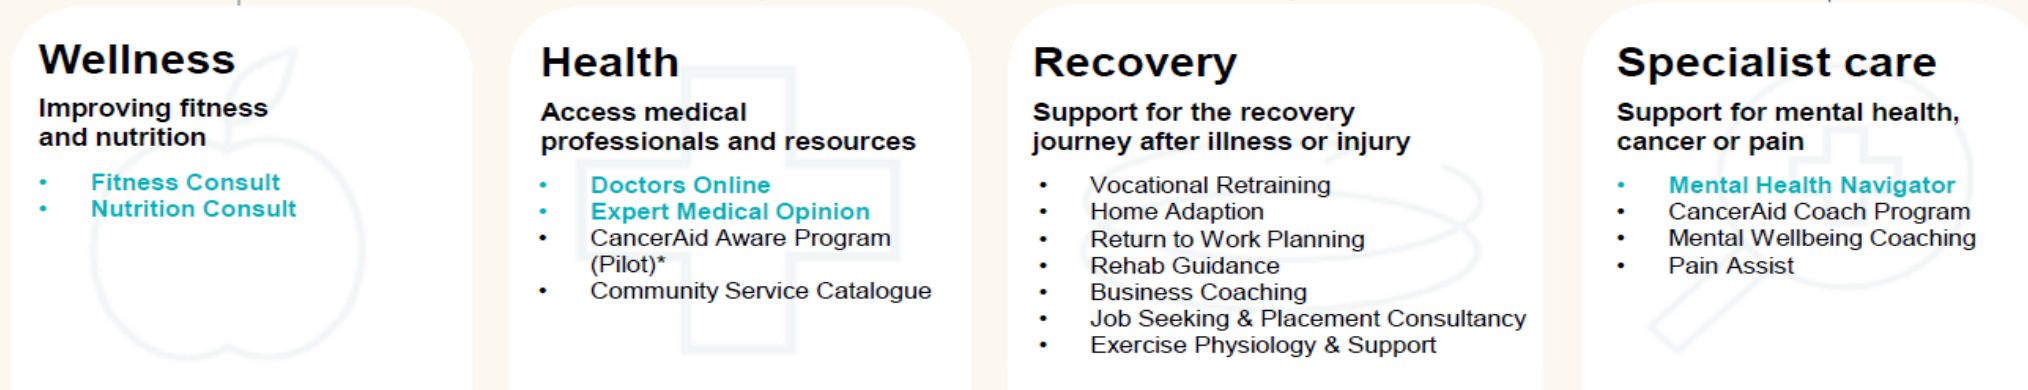 Wellness
Improving fitness
and nutrition
• Fitness Consult
• Nutrition Consult
Health
Access medical
professionals and resources
• Doctors Online
• Expert Medical Opinion
• CancerAid Aware Program
(Pilot)*
• Community Service Catalogue
Recovery
Support for the recovery
journey after illness or injury
• Vocational Retraining
• Home Adaption
• Return to Work Planning
• Rehab Guidance
• Business Coaching
• Job Seeking & Placement Consultancy
• Exercise Physiology & Support
Specialist care
Support for mental health,
cancer or pain
• Mental Health Navigator
• CancerAid Coach Program
• Mental Wellbeing Coaching
• Pain Assist